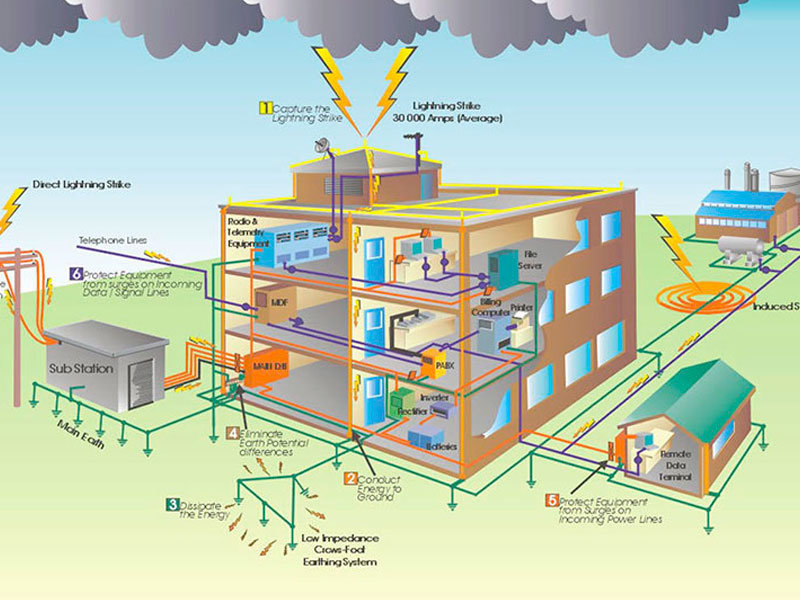 1 Capture the
Lightning Strike
Lightning Strike
30 000 Amps (Average)
Direct Lightning Strike
Telephone Lines
6 Protect Equipment
from surges on Incoming
Data / Signal Lines
Radio &
Telemetry
Equipment
File
Server
MDF
Billing
Computer
Printer
Induced S
Sub Station
MAIN DB
PABX
Inverter
Rectifier
Batteries
Main Earth
4 Eliminate
Earth Potential
differences
2 Conduct
Energy to
Ground
3 Dissipate
the Energy
Remote
Data
Terminal
5 Protect Equipment
from Surges on
Incoming Power Lines
Low Impedance
Crows-Foot
Earthing System